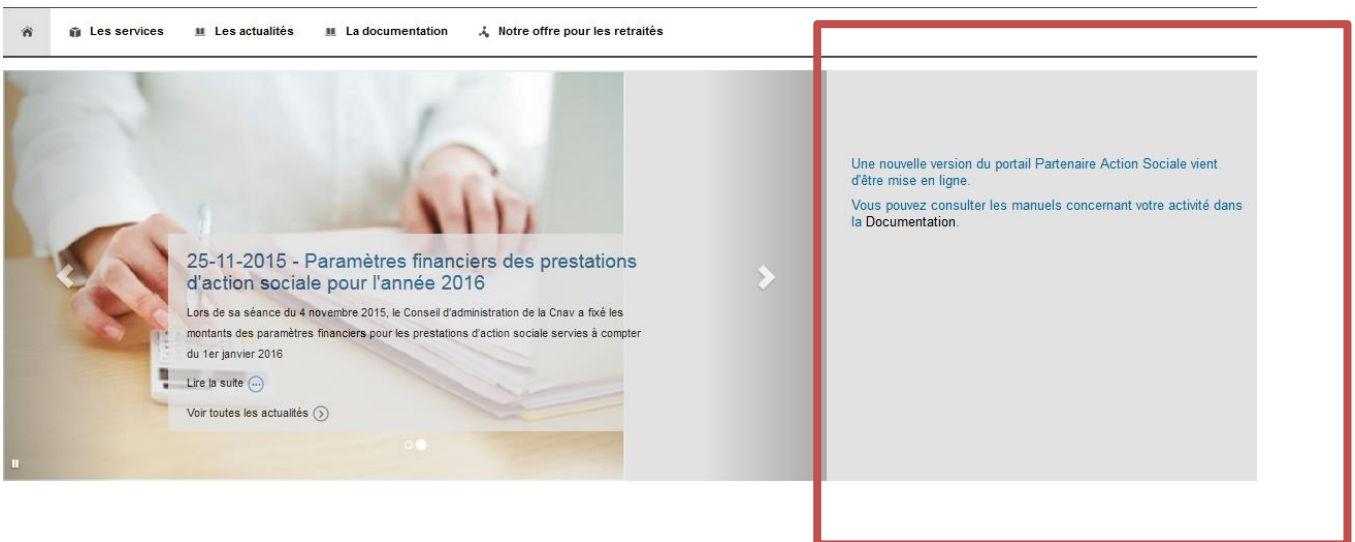 Les services Les actualités La documentation Notre offre pour les retraités
25-11-2015 - Paramètres financiers des prestations
d'action sociale pour l'année 2016
Lors de sa séance du 4 novembre 2015, le Conseil d'administration de la Cnav a fixé les
montants des paramètres financiers pour les prestations d'action sociale servies à compter
du 1er janvier 2016
Lire la suite
Voir toutes les actualités
Une nouvelle version du portail Partenaire Action Sociale vient
d'être mise en ligne.
Vous pouvez consulter les manuels concernant votre activité dans
la Documentation.